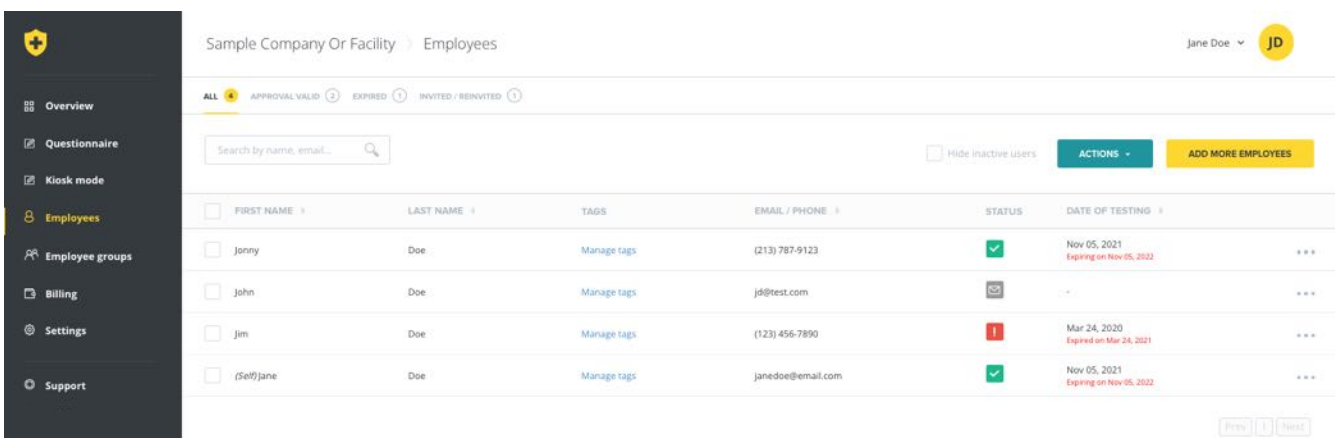 Sample Company Or Facility Employees
Jane Doe JD
Overview
Questionnaire
Kiosk mode
Employees
Employee groups
Billing
Settings
Support
ALL 4 APPROVAL VALID 2 EXPIRED 1 INVITED / REINVITED 1
Search by name, email...
Hide inactive users
ACTIONS
ADD MORE EMPLOYEES
FIRST NAME LAST NAME TAGS EMAIL / PHONE STATUS DATE OF TESTING
Jonny Doe Manage tags (213) 787-9123 Nov 05, 2021
Expiring on Nov 05, 2022
John Doe Manage tags jd@test.com -
Jim Doe Manage tags (123) 456-7890 ! Mar 24, 2020
Expired on Mar 24, 2021
(Self) Jane Doe Manage tags janedoe@email.com Nov 05, 2021
Expiring on Nov 05, 2022
Prev 1 Next